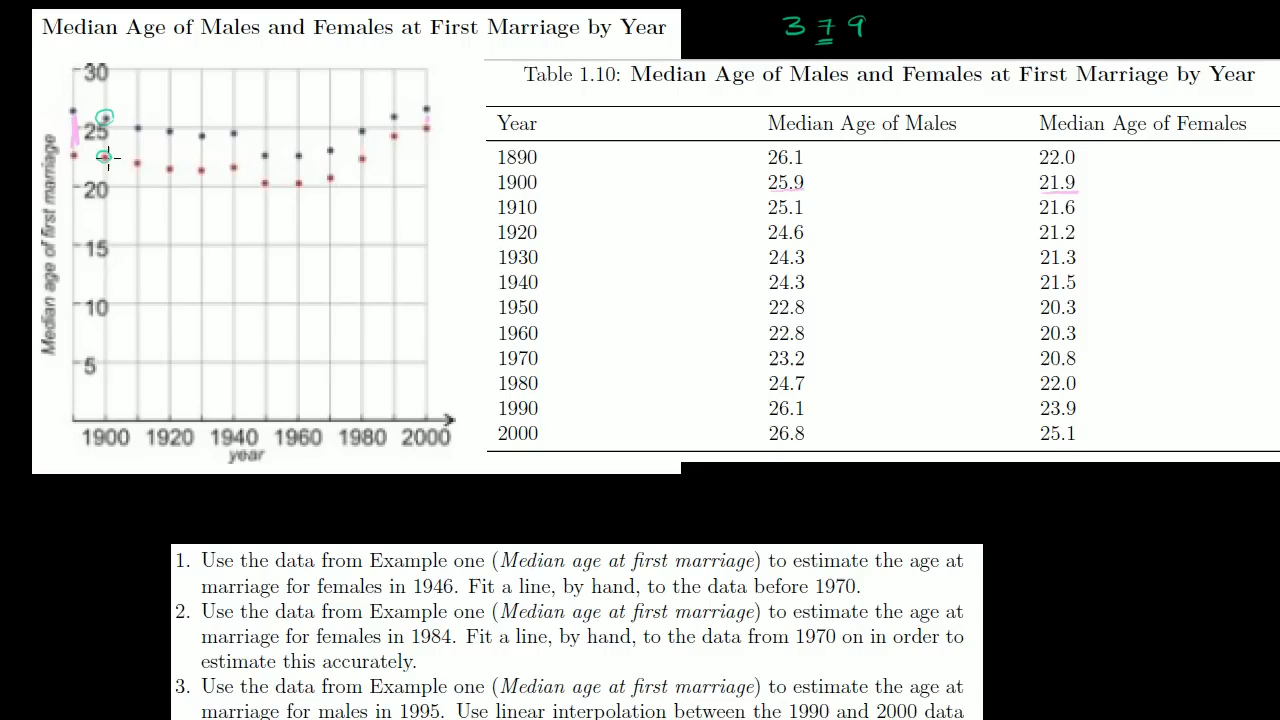 Median Age of Males and Females at First Marriage by Year
3 7 9
30
25
20
15
10
5
Median age of first marriage
1900 1920 1940 1960 1980 2000
year
Table 1.10: Median Age of Males and Females at First Marriage by Year
Year Median Age of Males Median Age of Females
1890 26.1 22.0
1900 25.9 21.9
1910 25.1 21.6
1920 24.6 21.2
1930 24.3 21.3
1940 24.3 21.5
1950 22.8 20.3
1960 22.8 20.3
1970 23.2 20.8
1980 24.7 22.0
1990 26.1 23.9
2000 26.8 25.1
1. Use the data from Example one (Median age at first marriage) to estimate the age at
marriage for females in 1946. Fit a line, by hand, to the data before 1970.
2. Use the data from Example one (Median age at first marriage) to estimate the age at
marriage for females in 1984. Fit a line, by hand, to the data from 1970 on in order to
estimate this accurately.
3. Use the data from Example one (Median age at first marriage) to estimate the age at
marriage for males in 1995. Use linear interpolation between the 1990 and 2000 data